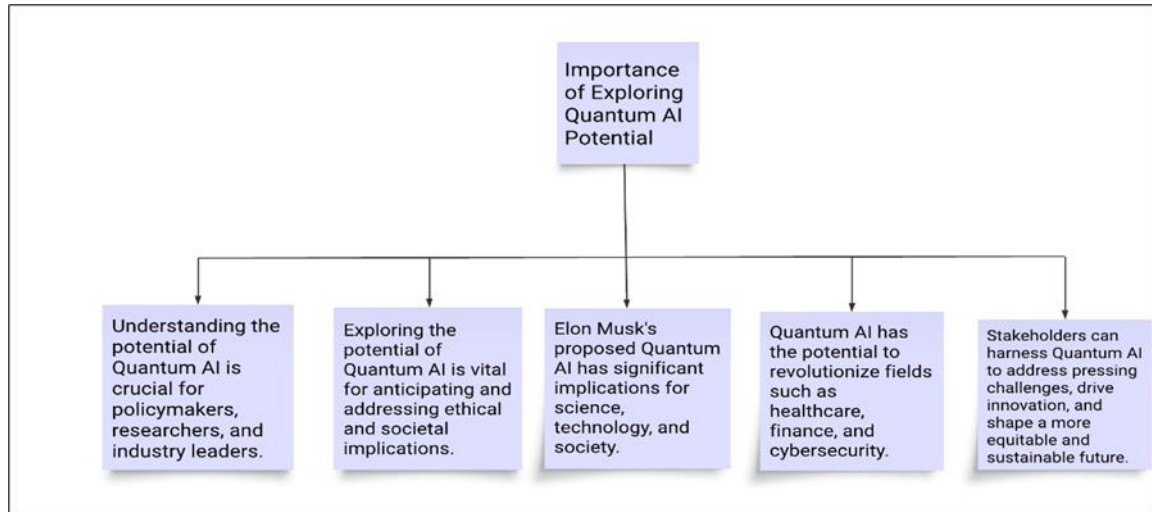 Importance
of Exploring
Quantum AI
Potential
Understanding the
potential of
Quantum AI is
crucial for
policymakers,
researchers, and
industry leaders.
Exploring the
potential of
Quantum AI is vital
for anticipating and
addressing ethical
and societal
implications.
Elon Musk's
proposed Quantum
AI has significant
implications for
science,
technology, and
society.
Quantum AI has
the potential to
revolutionize fields
such as
healthcare,
finance, and
cybersecurity.
Stakeholders can
harness Quantum AI
to address pressing
challenges, drive
innovation, and
shape a more
equitable and
sustainable future.